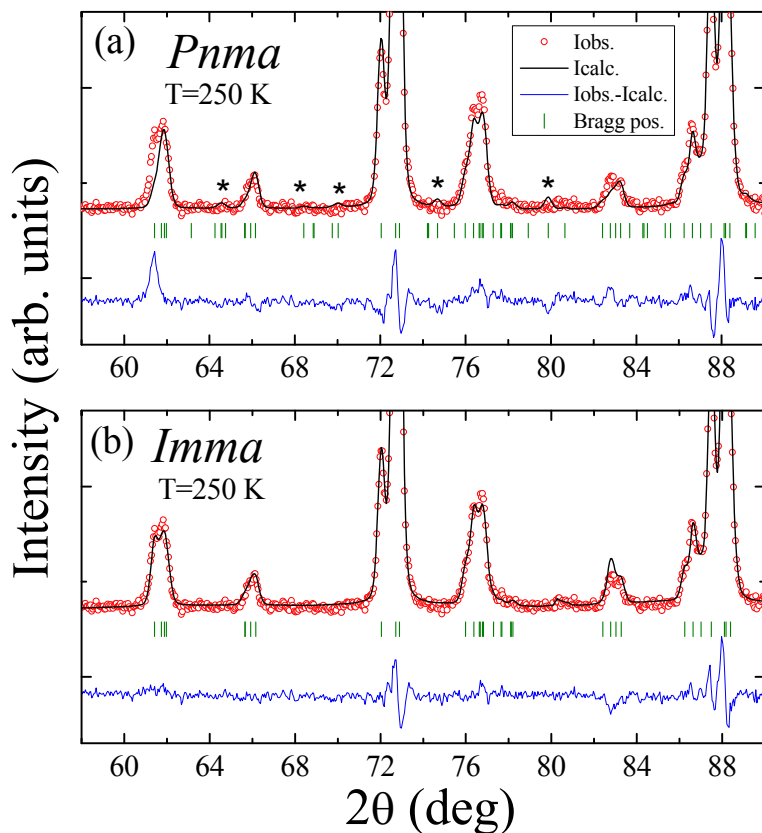 (a) Pnma
T=250 K
Iobs.
Icalc.
Iobs.-Icalc.
Bragg pos.
* * * * *
60 64 68 72 76 80 84 88
(b) Imma
T=250 K
60 64 68 72 76 80 84 88
2θ (deg)
Intensity (arb. units)